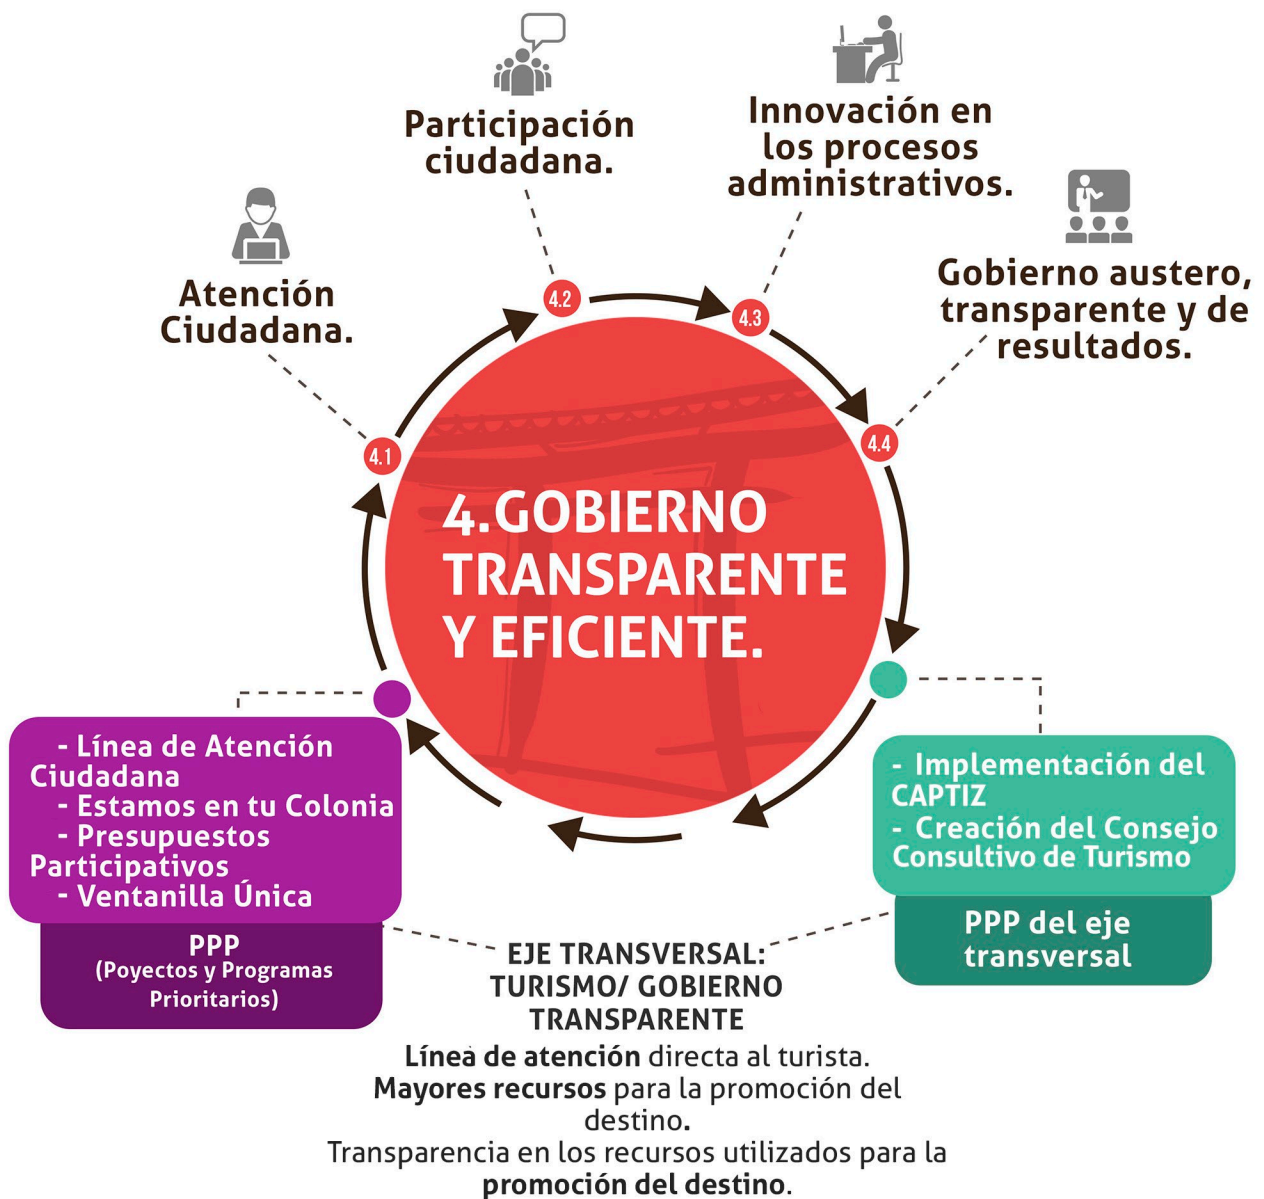 Participación
ciudadana.
Innovación en
los procesos
administrativos.
Atención
Ciudadana.
Gobierno austero,
transparente y de
resultados.
4.1
4.2
4.3
4.4
4.GOBIERNO
TRANSPARENTE
Y EFICIENTE.
- Línea de Atención
Ciudadana
- Estamos en tu Colonia
- Presupuestos
Participativos
- Ventanilla Única
PPP
(Poyectos y Programas
Prioritarios)
- Implementación del
CAPTIZ
- Creación del Consejo
Consultivo de Turismo
PPP del eje
transversal
EJE TRANSVERSAL:
TURISMO/ GOBIERNO
TRANSPARENTE
Línea de atención directa al turista.
Mayores recursos para la promoción del
destino.
Transparencia en los recursos utilizados para la
promoción del destino.